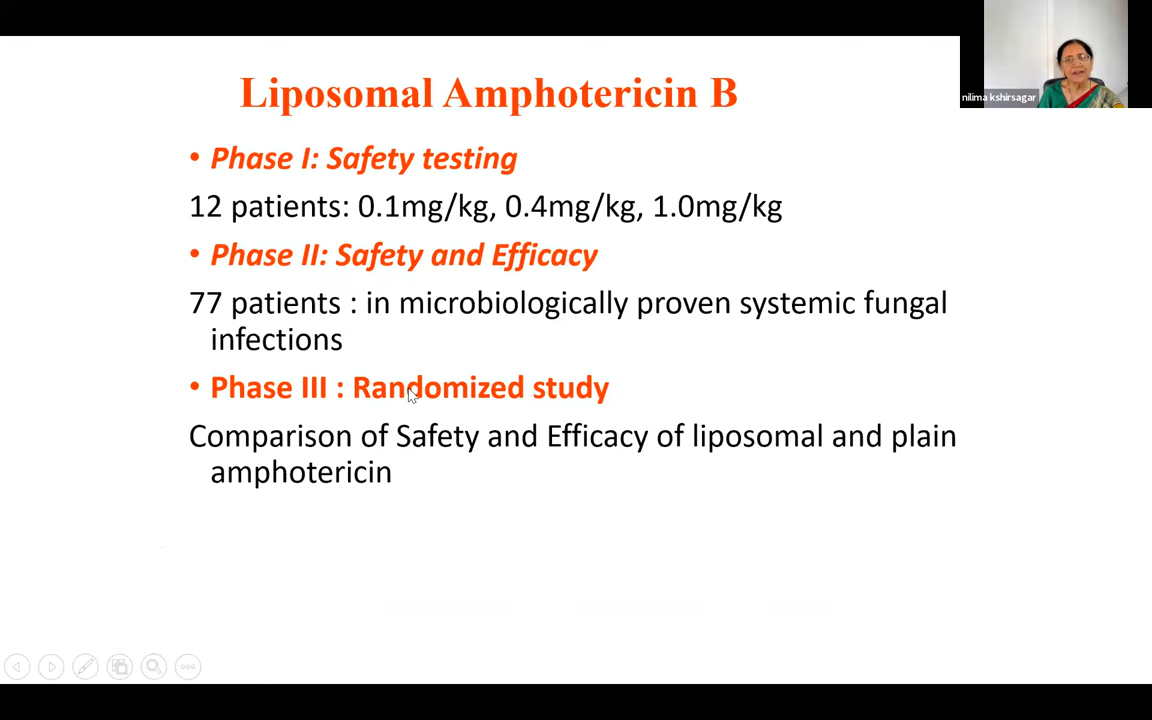 Liposomal Amphotericin B
nilima kshirsagar
• Phase I: Safety testing
12 patients: 0.1mg/kg, 0.4mg/kg, 1.0mg/kg
• Phase II: Safety and Efficacy
77 patients : in microbiologically proven systemic fungal
infections
• Phase III : Randomized study
Comparison of Safety and Efficacy of liposomal and plain
amphotericin